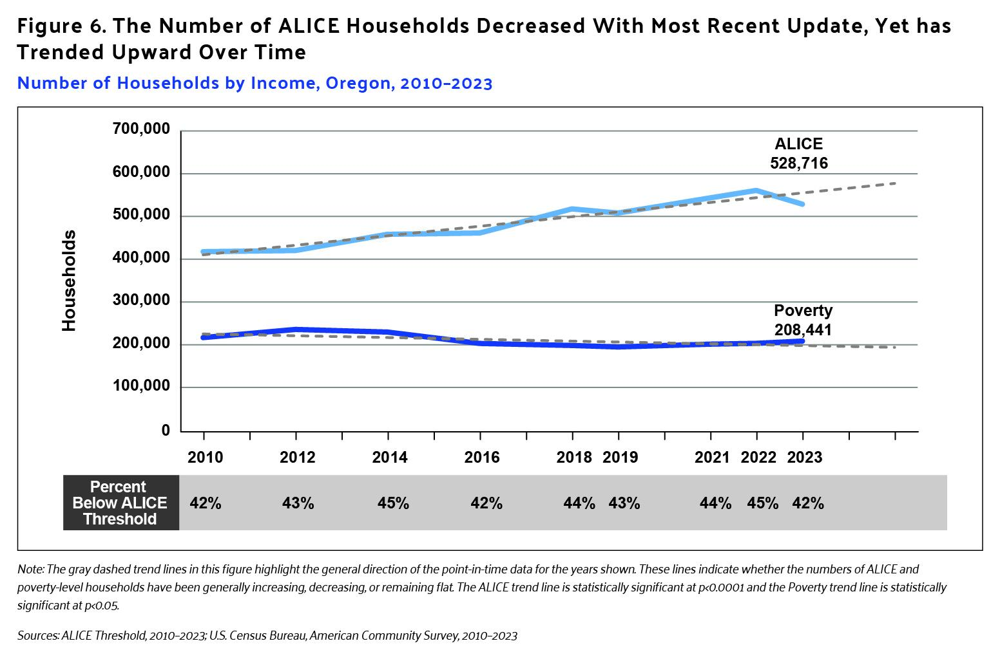 Figure 6. The Number of ALICE Households Decreased With Most Recent Update, Yet has
Trended Upward Over Time
Number of Households by Income, Oregon, 2010–2023
700,000
600,000
500,000
400,000
300,000
200,000
100,000
0
Households
ALICE
528,716
Poverty
208,441
2010 2012 2014 2016 2018 2019 2021 2022 2023
Percent
Below ALICE
Threshold
42% 43% 45% 42% 44% 43% 44% 45% 42%
Note: The gray dashed trend lines in this figure highlight the general direction of the point-in-time data for the years shown. These lines indicate whether the numbers of ALICE and
poverty-level households have been generally increasing, decreasing, or remaining flat. The ALICE trend line is statistically significant at p<0.0001 and the Poverty trend line is statistically
significant at p<0.05.
Sources: ALICE Threshold, 2010–2023; U.S. Census Bureau, American Community Survey, 2010–2023